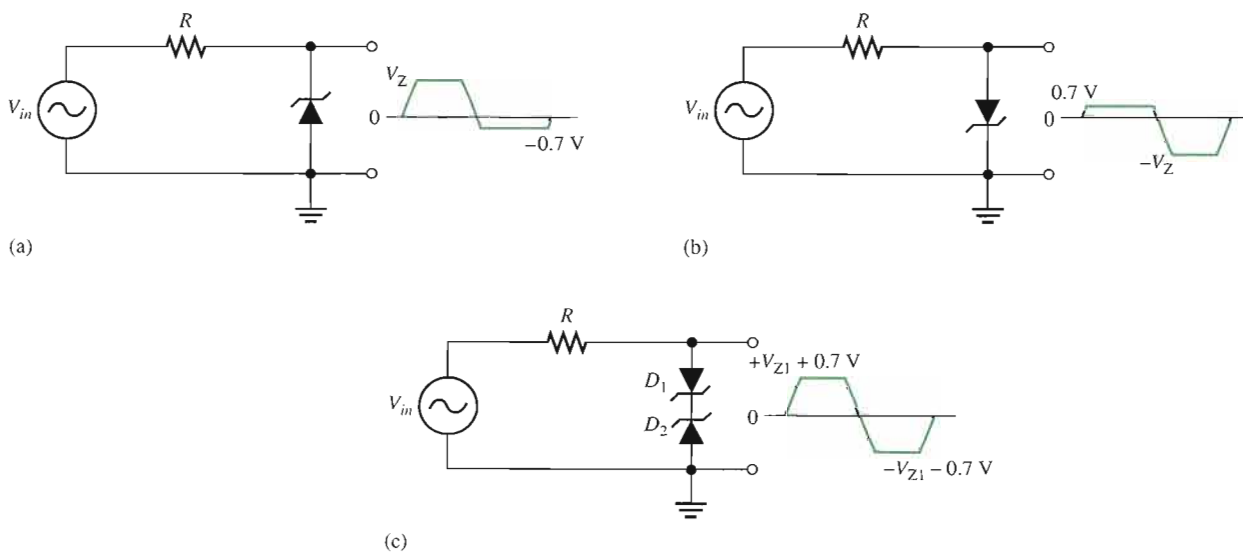 R
V_in
V_Z
0
−0.7 V
(a)
R
V_in
0.7 V
0
−V_Z
(b)
R
V_in
D_1
D_2
+V_Z1 + 0.7 V
0
−V_Z1 − 0.7 V
(c)